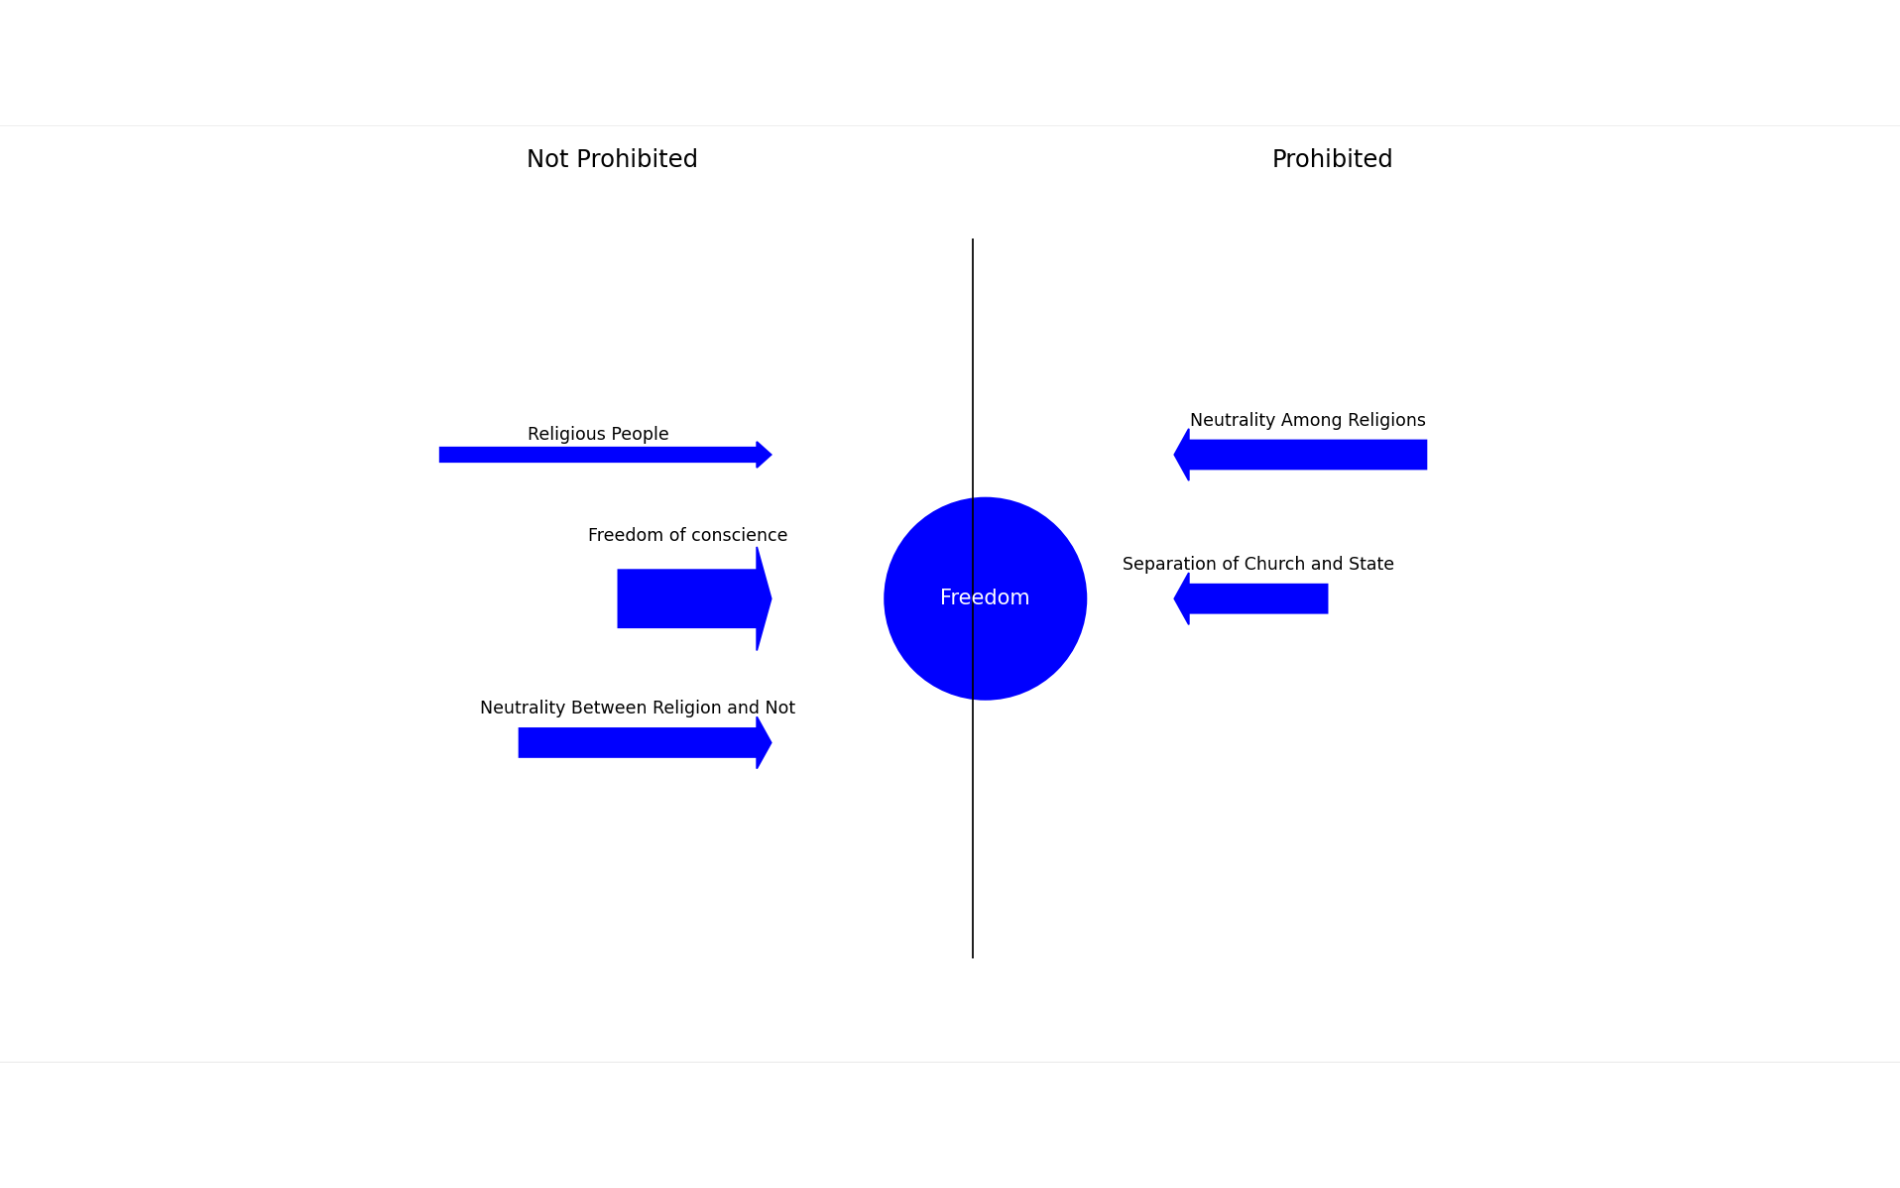 Not Prohibited
Prohibited
Religious People
Neutrality Among Religions
Freedom of conscience
Separation of Church and State
Freedom
Neutrality Between Religion and Not